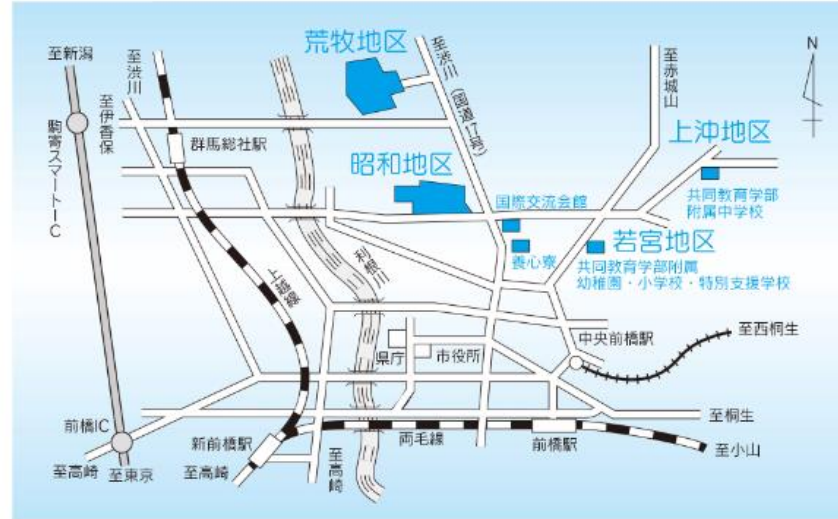 荒牧地区
至新潟
至渋川
至渋川(国道17号)
至赤城山
N
至伊香保
駒寄スマートIC
群馬総社駅
昭和地区
上沖地区
共同教育学部
附属中学校
国際交流会館
養心寮
若宮地区
共同教育学部附属
幼稚園・小学校・特別支援学校
上越線
利根川
県庁
市役所
中央前橋駅
至西桐生
前橋IC
至高崎
至東京
新前橋駅
至高崎
至高崎
両毛線
前橋駅
至桐生
至小山